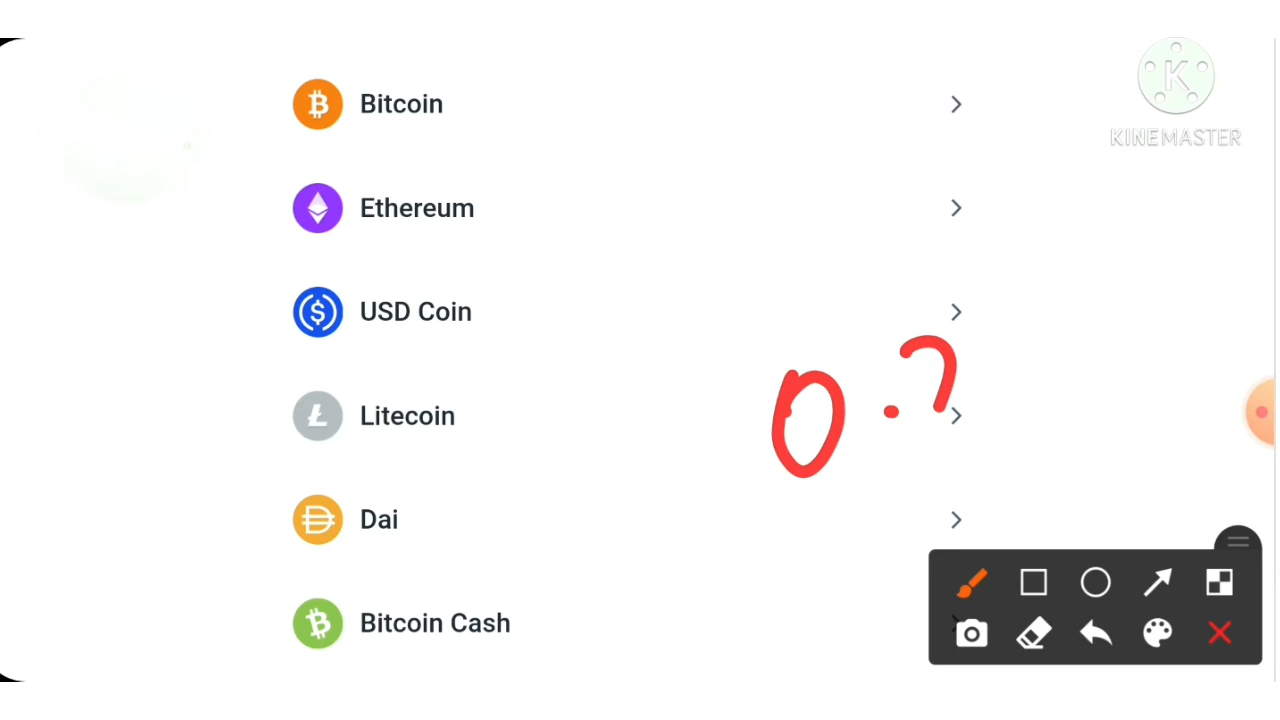 Bitcoin
KINEMASTER
Ethereum
USD Coin
Litecoin
0.?
Dai
Bitcoin Cash